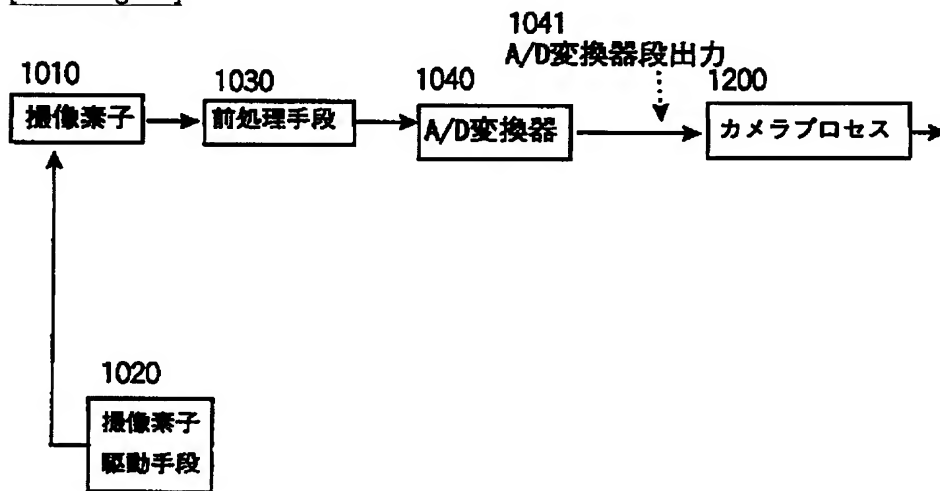 1041
A/D変換器段出力
1010
1030
1040
1200
撮像素子
前処理手段
A/D変換器
カメラプロセス
1020
撮像素子
駆動手段